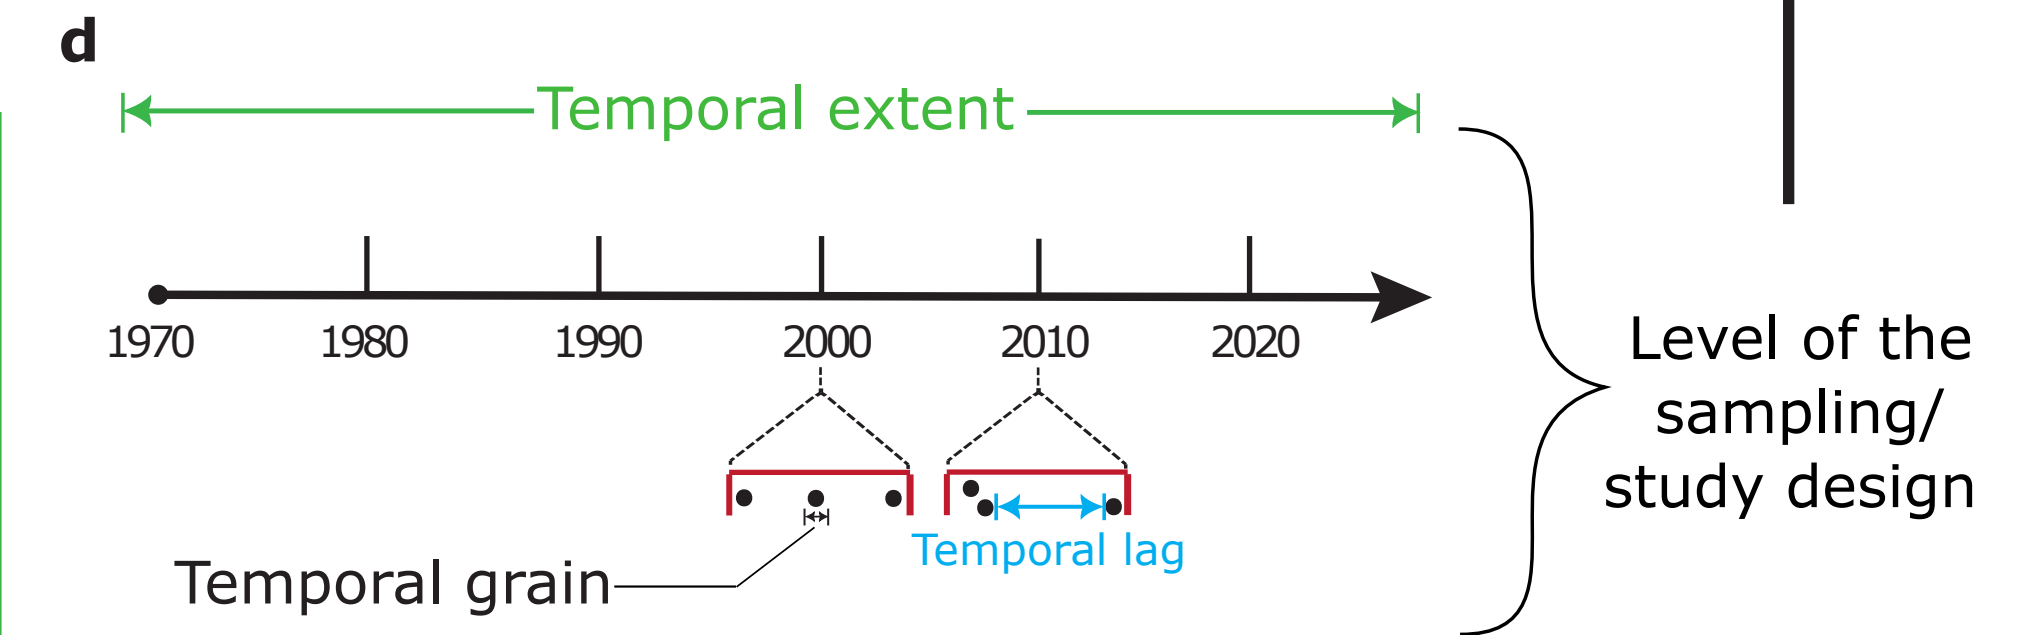 d
Temporal extent
1970 1980 1990 2000 2010 2020
Level of the
sampling/
study design
Temporal lag
Temporal grain